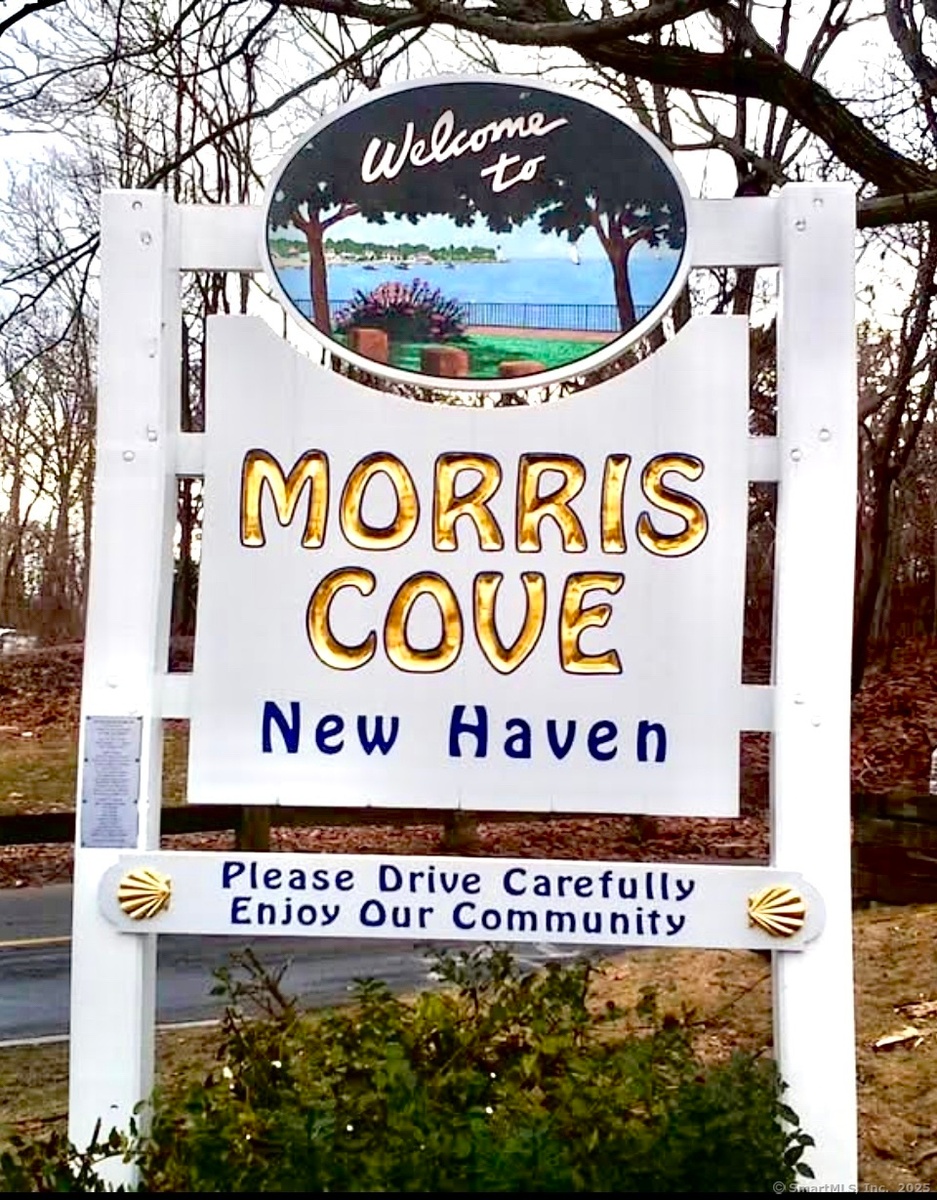 Welcome
to
MORRIS
COVE
New Haven
Please Drive Carefully
Enjoy Our Community
© SmartMLS, Inc. 2025